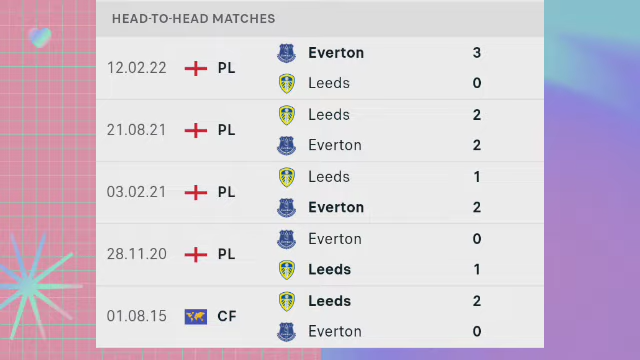 HEAD-TO-HEAD MATCHES
12.02.22 PL Everton 3
Leeds 0
21.08.21 PL Leeds 2
Everton 2
03.02.21 PL Leeds 1
Everton 2
28.11.20 PL Everton 0
Leeds 1
01.08.15 CF Leeds 2
Everton 0